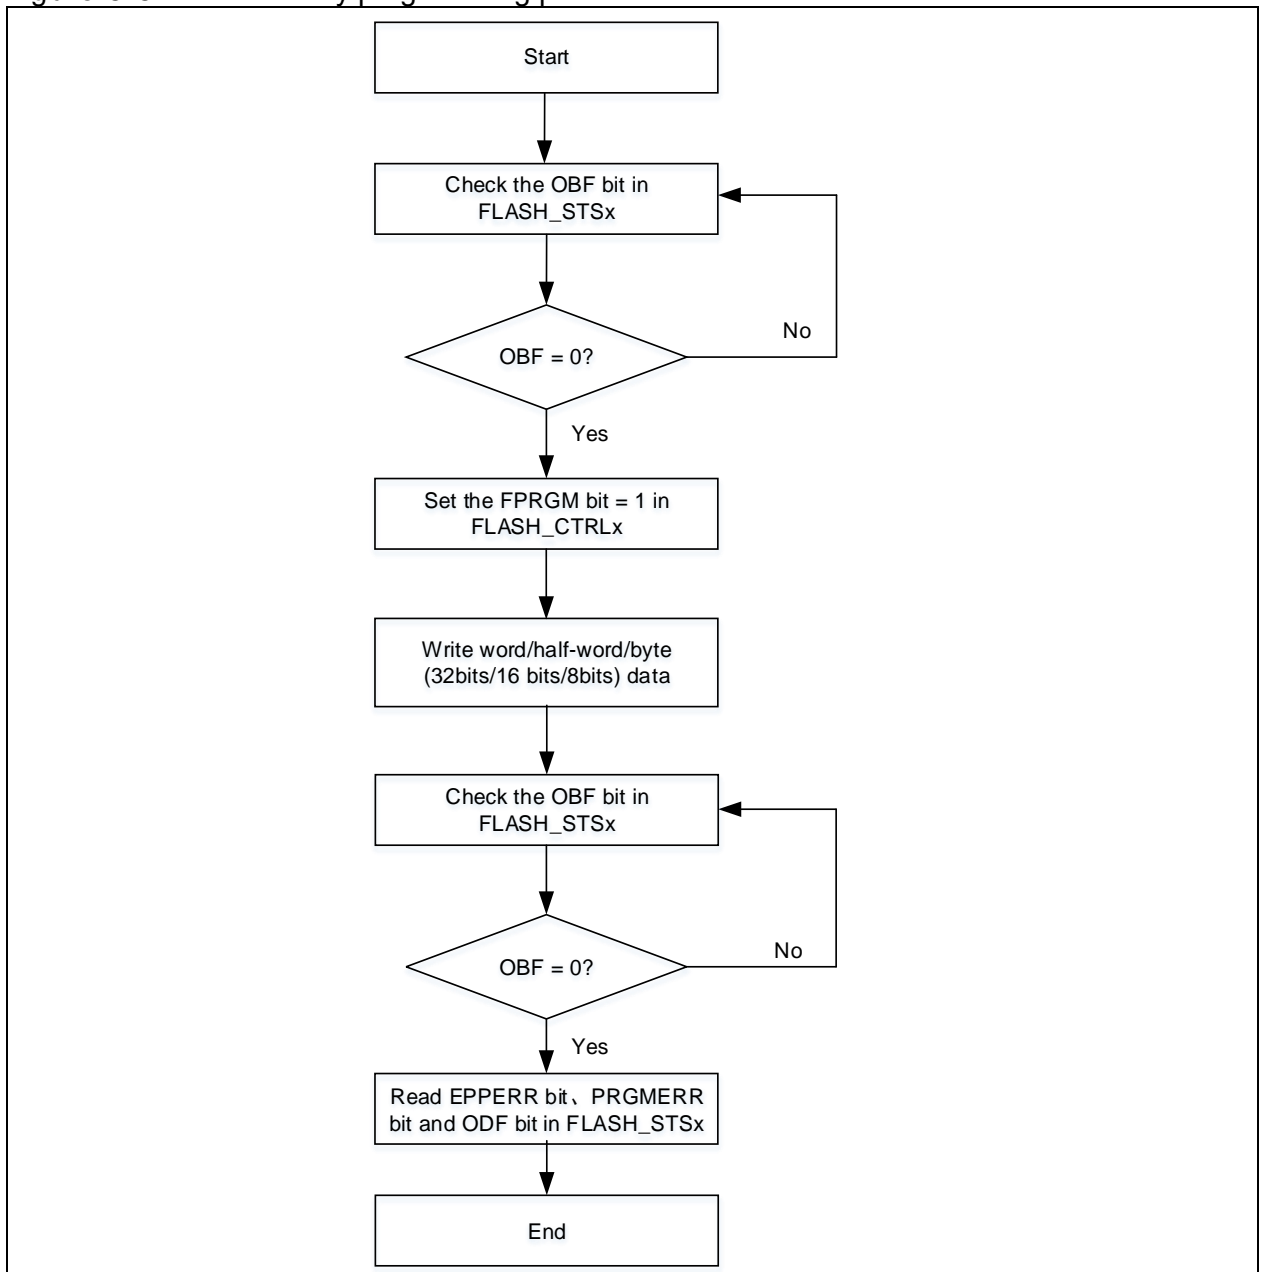 Start
Check the OBF bit in
FLASH_STSx
No
OBF = 0?
Yes
Set the FPRGM bit = 1 in
FLASH_CTRLx
Write word/half-word/byte
(32bits/16 bits/8bits) data
Check the OBF bit in
FLASH_STSx
No
OBF = 0?
Yes
Read EPPERR bit、PRGMERR
bit and ODF bit in FLASH_STSx
End